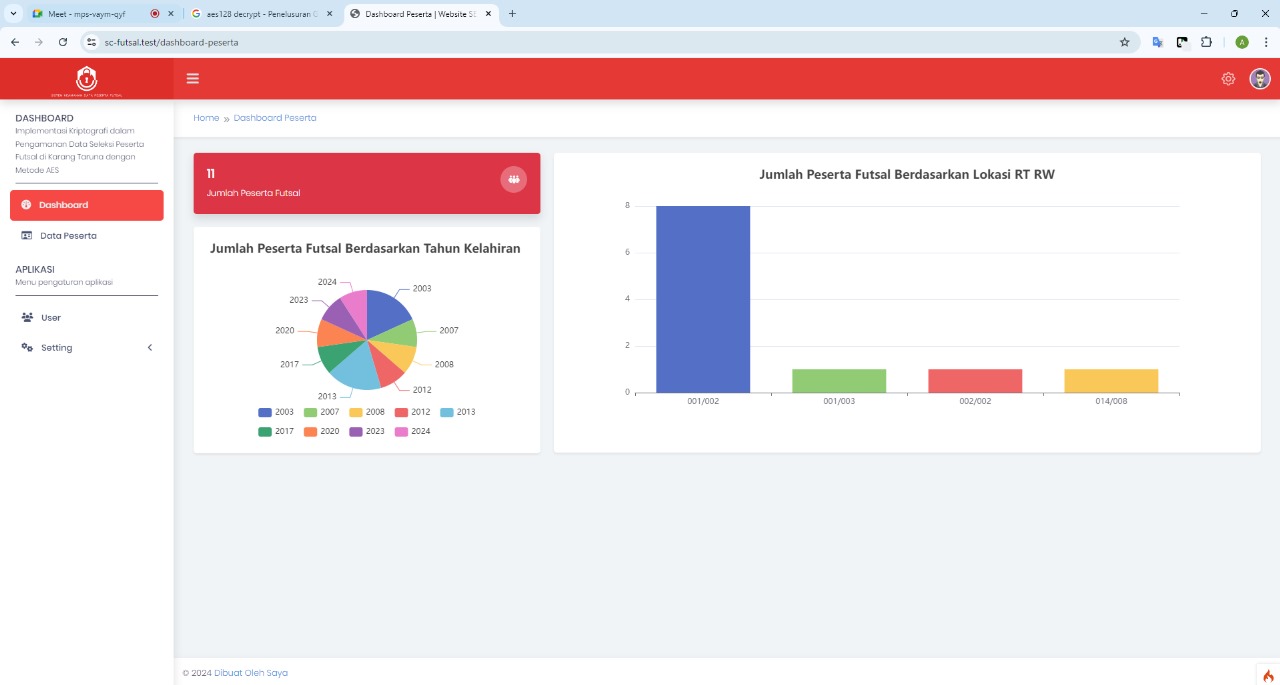 Meet - mps-vaym-qyf
aes128 decrypt - Penelusuran G
Dashboard Peserta | Website SE
sc-futsal.test/dashboard-peserta
A
DASHBOARD
Implementasi Kriptografi dalam
Pengamanan Data Seleksi Peserta
Futsal di Karang Taruna dengan
Metode AES
Dashboard
Data Peserta
APLIKASI
Menu pengaturan aplikasi
User
Setting
Home » Dashboard Peserta
11
Jumlah Peserta Futsal
Jumlah Peserta Futsal Berdasarkan Tahun Kelahiran
2024
2003
2023
2020
2007
2017
2008
2013
2012
2003 2007 2008 2012 2013
2017 2020 2023 2024
Jumlah Peserta Futsal Berdasarkan Lokasi RT RW
8
6
4
2
0
001/002 001/003 002/002 014/008
© 2024 Dibuat Oleh Saya